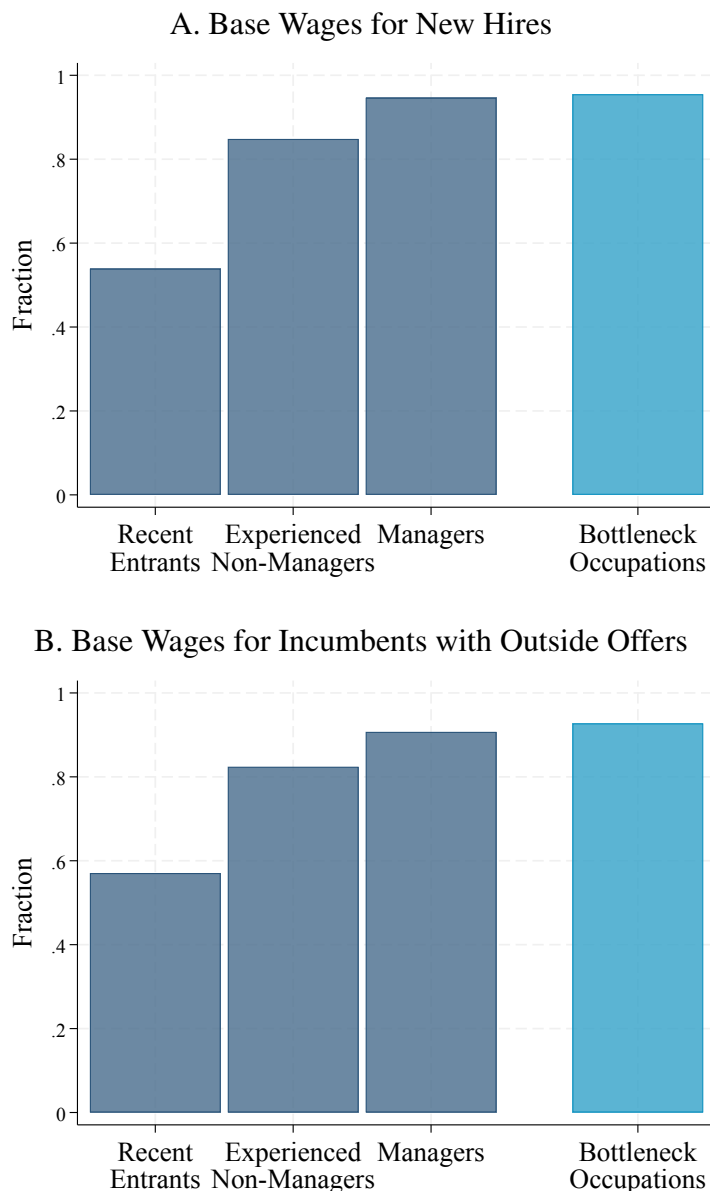 A. Base Wages for New Hires
1
.8
.6
.4
.2
0
Fraction
Recent Entrants
Experienced Non-Managers
Managers
Bottleneck Occupations
B. Base Wages for Incumbents with Outside Offers
1
.8
.6
.4
.2
0
Fraction
Recent Entrants
Experienced Non-Managers
Managers
Bottleneck Occupations